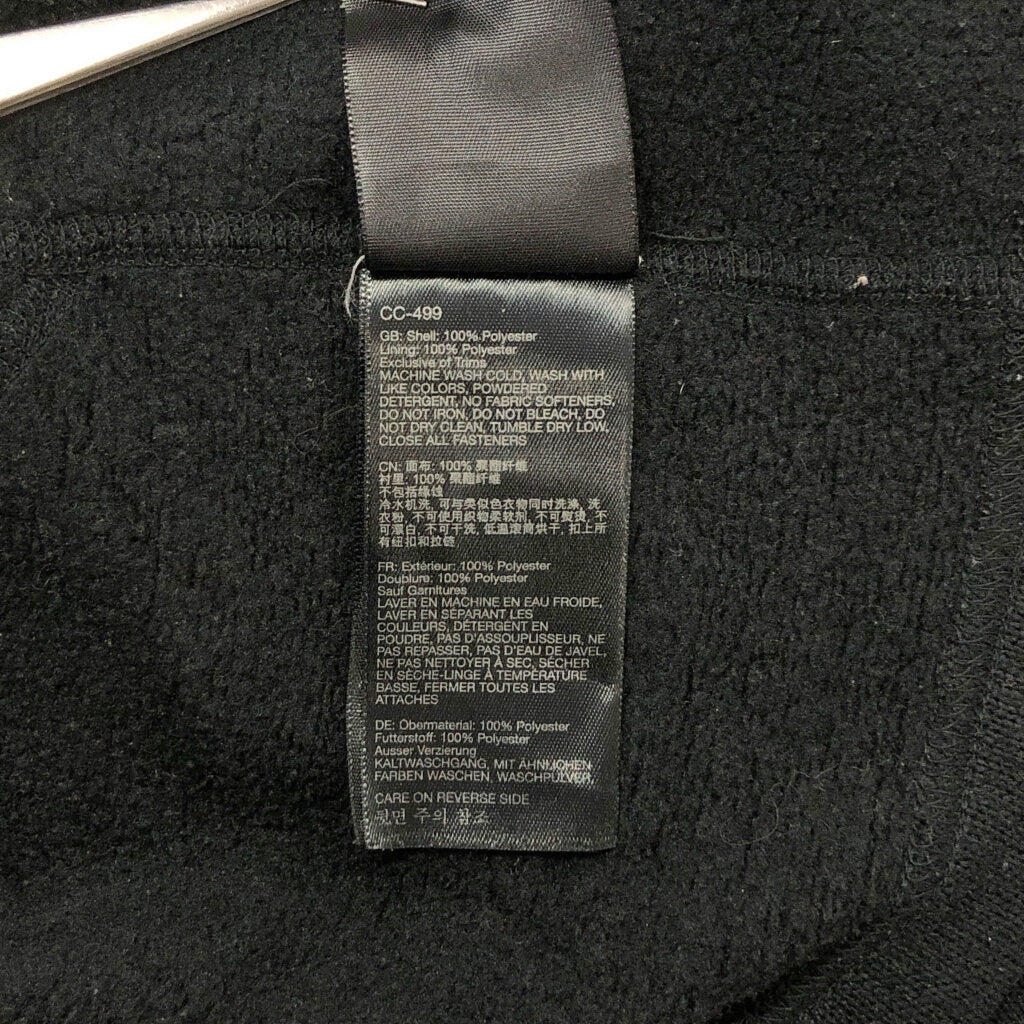 CC-499
GB: Shell: 100% Polyester
Lining: 100% Polyester
Exclusive of Trims
MACHINE WASH COLD, WASH WITH
LIKE COLORS, POWDERED
DETERGENT, NO FABRIC SOFTENERS,
DO NOT IRON, DO NOT BLEACH, DO
NOT DRY CLEAN, TUMBLE DRY LOW,
CLOSE ALL FASTENERS
CN: 面布: 100% 聚酯纤维
衬里: 100% 聚酯纤维
不包括缘蚀
冷水机洗, 可与类似色衣物同时洗涤, 洗
衣粉, 不可使用织物柔软剂, 不可熨烫, 不
可漂白, 不可干洗, 低温滚筒烘干, 扣上所
有纽扣和拉链
FR: Extérieur: 100% Polyester
Doublure: 100% Polyester
Sauf Garnitures
LAVER EN MACHINE EN EAU FROIDE,
LAVER EN SÉPARANT LES
COULEURS, DÉTERGENT EN
POUDRE, PAS D'ASSOUPLISSEUR, NE
PAS REPASSER, PAS D'EAU DE JAVEL,
NE PAS NETTOYER À SEC, SÉCHER
EN SÈCHE-LINGE À TEMPÉRATURE
BASSE, FERMER TOUTES LES
ATTACHES
DE: Obermaterial: 100% Polyester
Futterstoff: 100% Polyester
Ausser Verzierung
KALTWASCHGANG, MIT ÄHNLICHEN
FARBEN WASCHEN, WASCHPULVER,
CARE ON REVERSE SIDE
뒷면 주의 참조